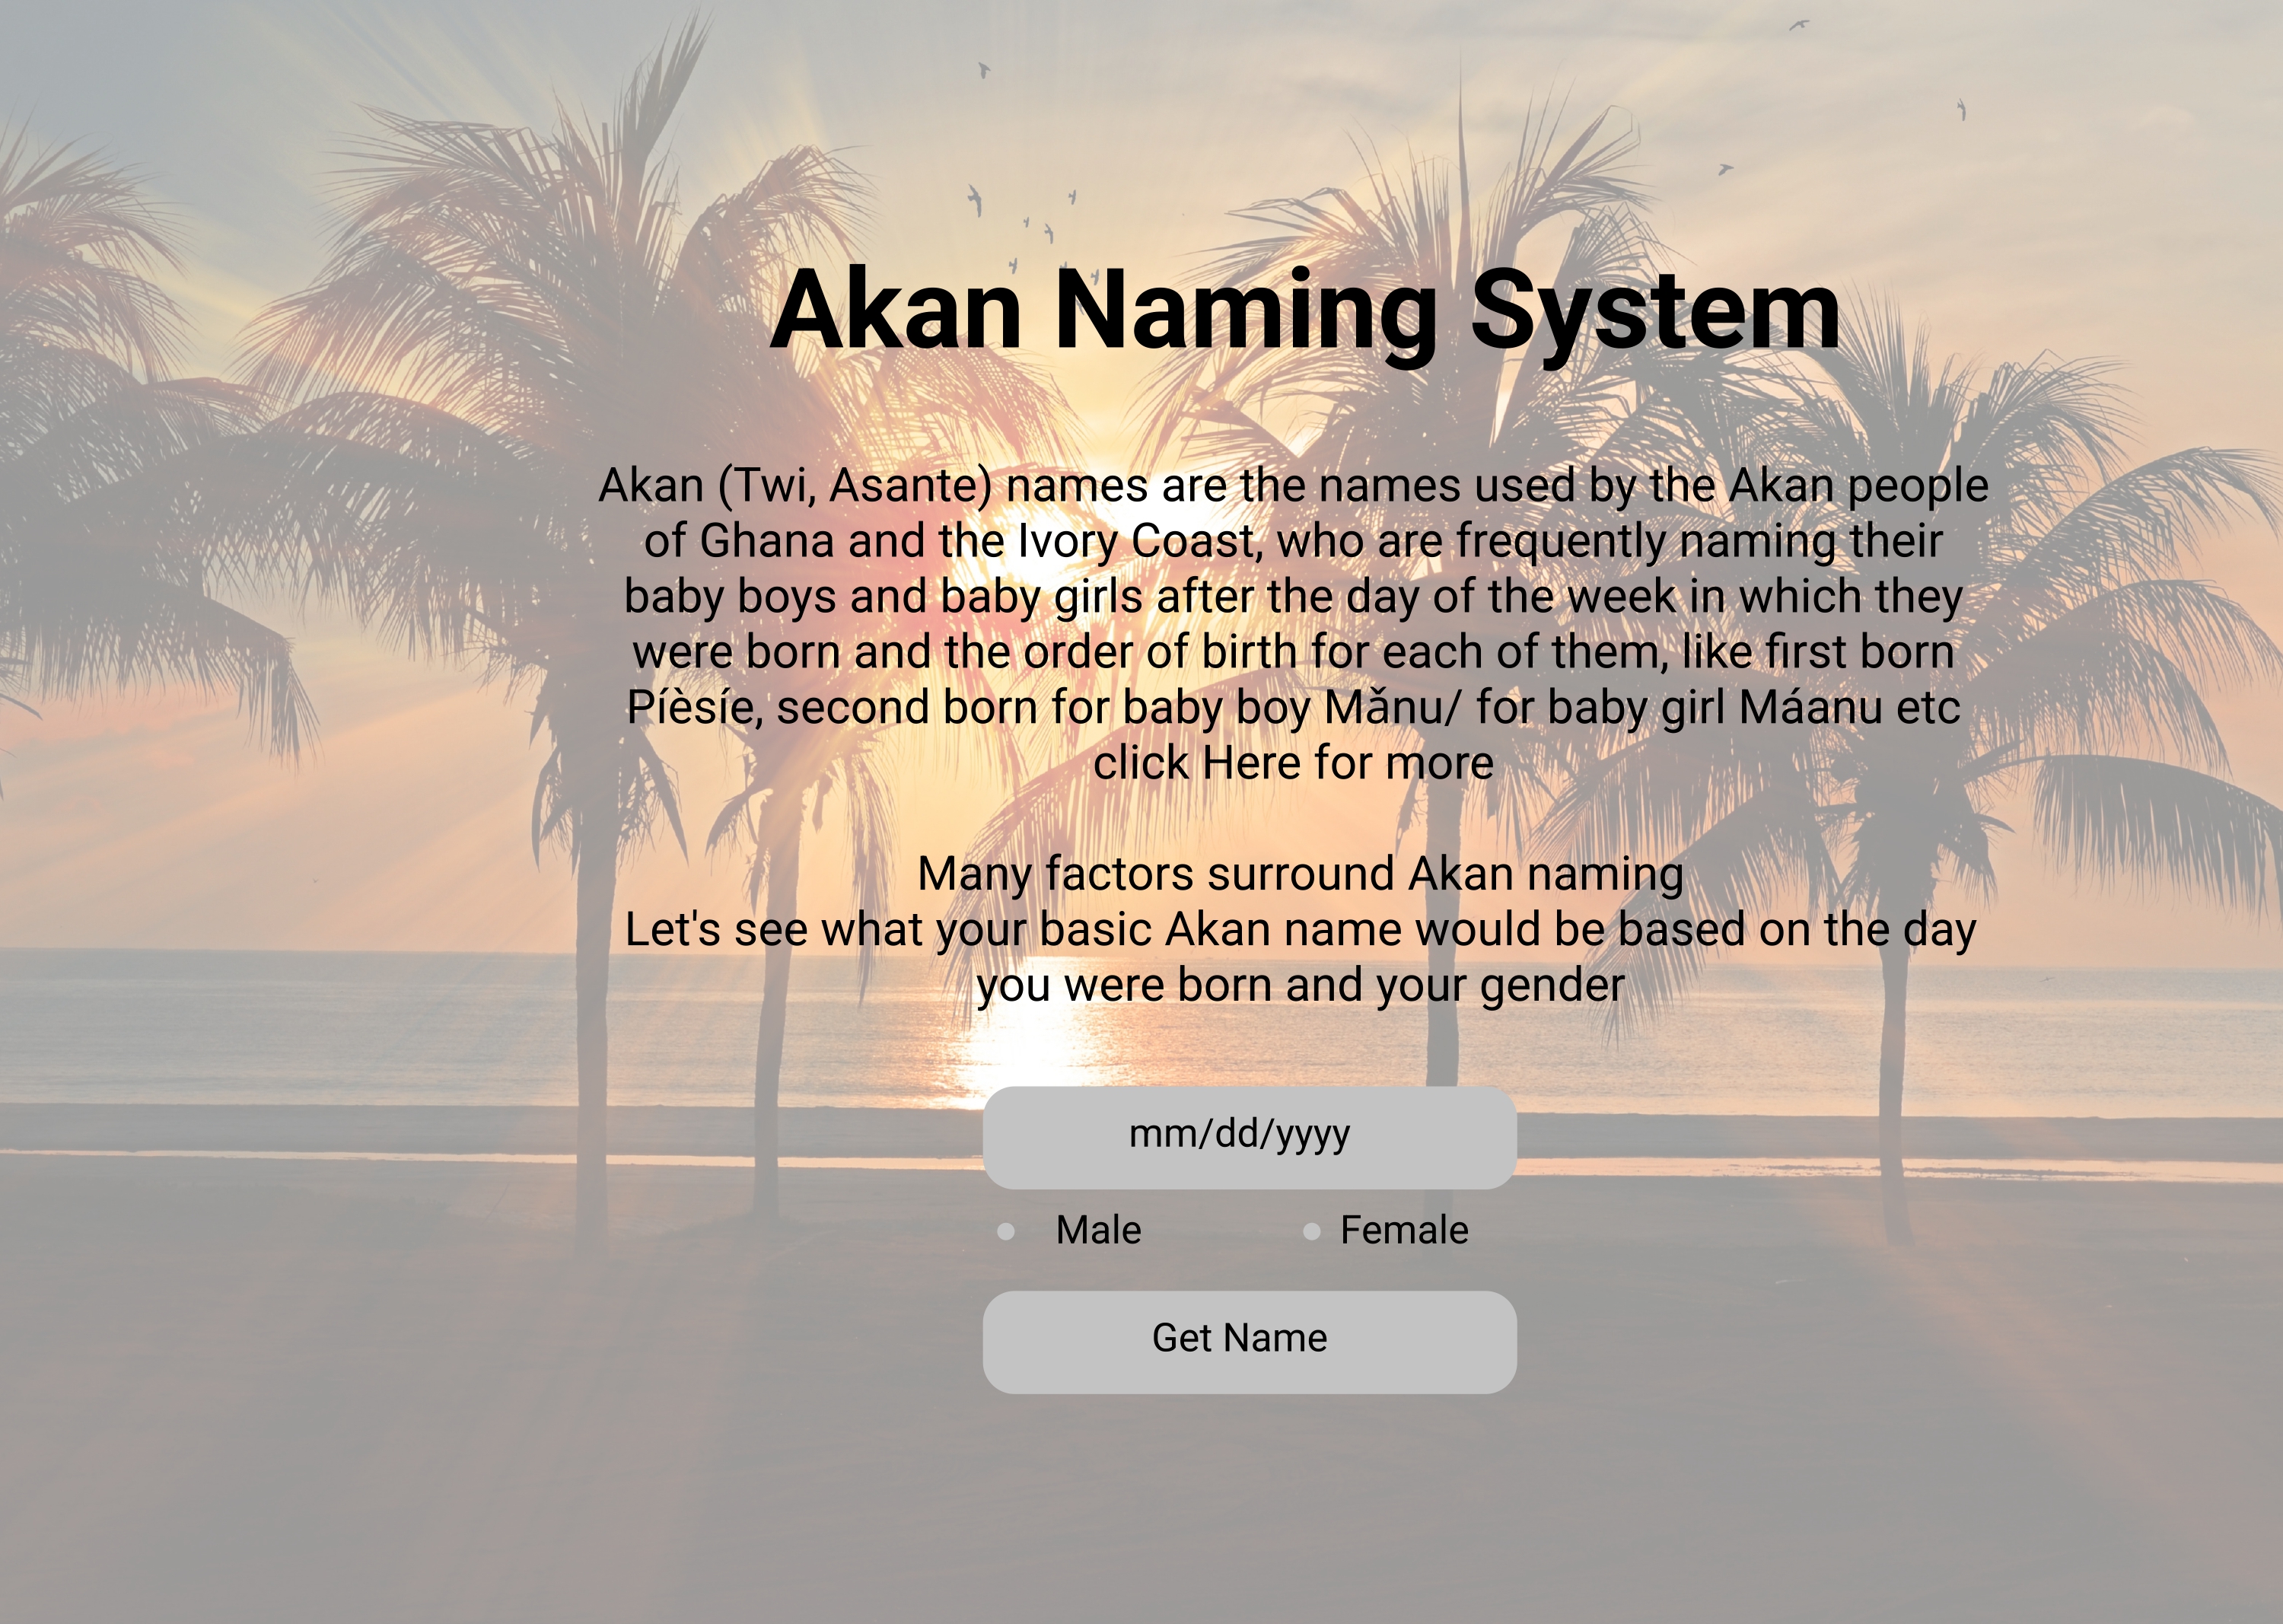 Akan Naming System
Akan (Twi, Asante) names are the names used by the Akan people
of Ghana and the Ivory Coast, who are frequently naming their
baby boys and baby girls after the day of the week in which they
were born and the order of birth for each of them, like first born
Píèsíe, second born for baby boy Mǎnu/ for baby girl Máanu etc
click Here for more
Many factors surround Akan naming
Let's see what your basic Akan name would be based on the day
you were born and your gender
mm/dd/yyyy
Male Female
Get Name